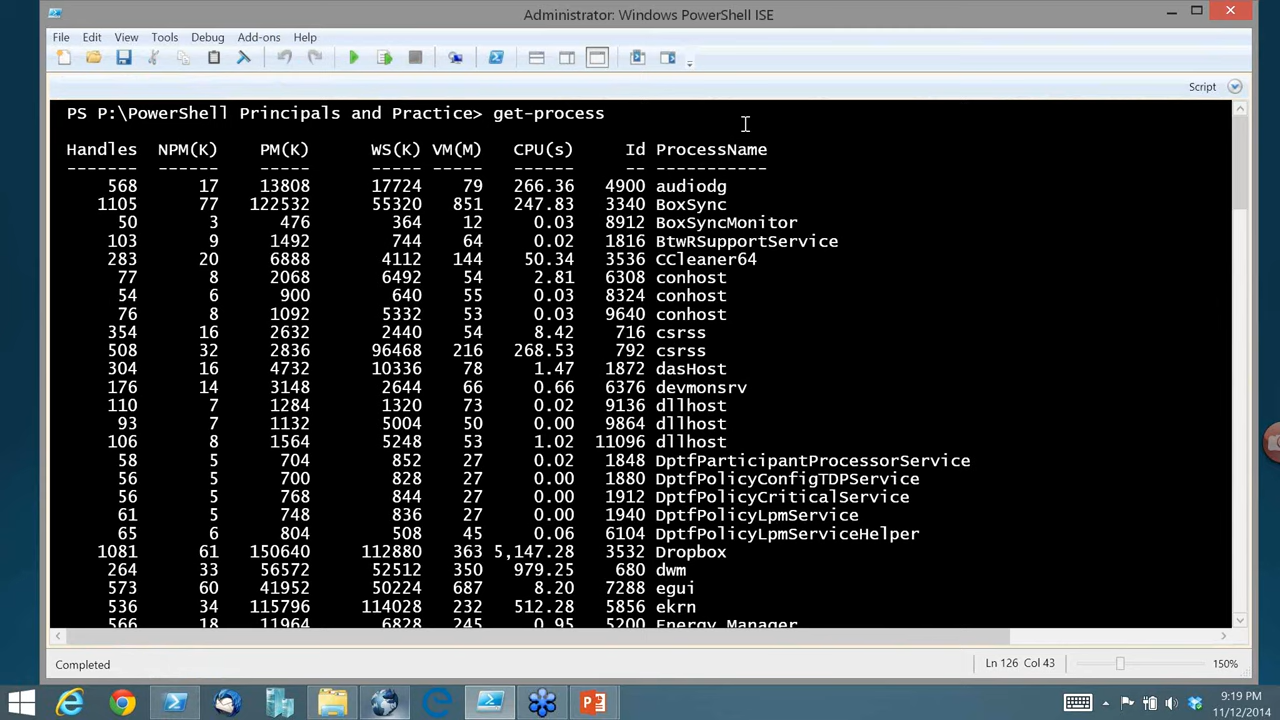 Administrator: Windows PowerShell ISE
File Edit View Tools Debug Add-ons Help
Script
PS P:\PowerShell Principals and Practice> get-process
Handles NPM(K) PM(K) WS(K) VM(M) CPU(s) Id ProcessName
------- ------ ----- ----- ----- ------ -- -----------
568 17 13808 17724 79 266.36 4900 audiodg
1105 77 122532 55320 851 247.83 3340 BoxSync
50 3 476 364 12 0.03 8912 BoxSyncMonitor
103 9 1492 744 64 0.02 1816 BtwRSupportService
283 20 6888 4112 144 50.34 3536 CCleaner64
77 8 2068 6492 54 2.81 6308 conhost
54 6 900 640 55 0.03 8324 conhost
76 8 1092 5332 53 0.03 9640 conhost
354 16 2632 2440 54 8.42 716 csrss
508 32 2836 96468 216 268.53 792 csrss
304 16 4732 10336 78 1.47 1872 dasHost
176 14 3148 2644 66 0.66 6376 devmonsrv
110 7 1284 1320 73 0.02 9136 dllhost
93 7 1132 5004 50 0.00 9864 dllhost
106 8 1564 5248 53 1.02 11096 dllhost
58 5 704 852 27 0.02 1848 DptfParticipantProcessorService
56 5 700 828 27 0.00 1880 DptfPolicyConfigTDPService
56 5 768 844 27 0.00 1912 DptfPolicyCriticalService
61 5 748 836 27 0.00 1940 DptfPolicyLpmService
65 6 804 508 45 0.06 6104 DptfPolicyLpmServiceHelper
1081 61 150640 112880 363 5,147.28 3532 Dropbox
264 33 56572 52512 350 979.25 680 dwm
573 60 41952 50224 687 8.20 7288 egui
536 34 115796 114028 232 512.28 5856 ekrn
566 18 11964 6828 245 0.95 5200 Energy Manager
Completed
Ln 126 Col 43
150%
9:19 PM
11/12/2014